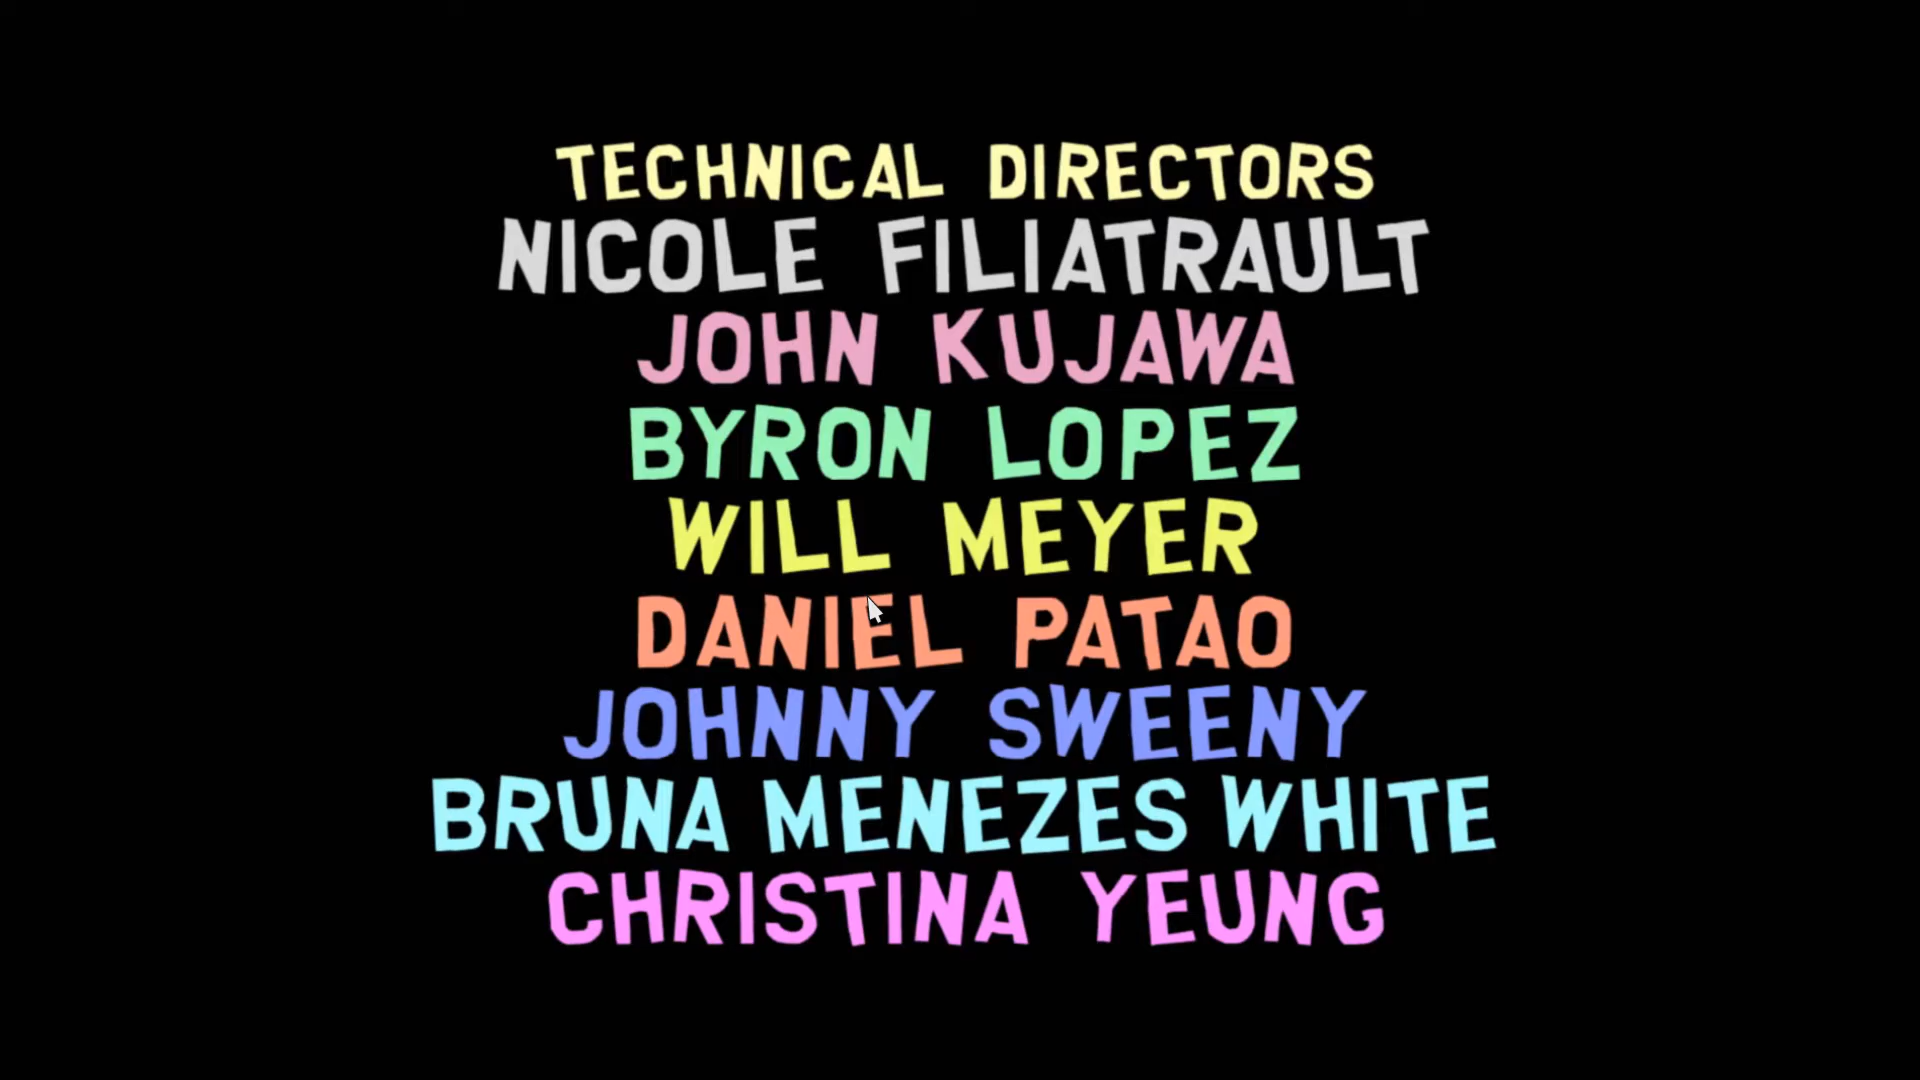 TECHNICAL DIRECTORS
NICOLE FILIATRAULT
JOHN KUJAWA
BYRON LOPEZ
WILL MEYER
DANIEL PATAO
JOHNNY SWEENY
BRUNA MENEZES WHITE
CHRISTINA YEUNG